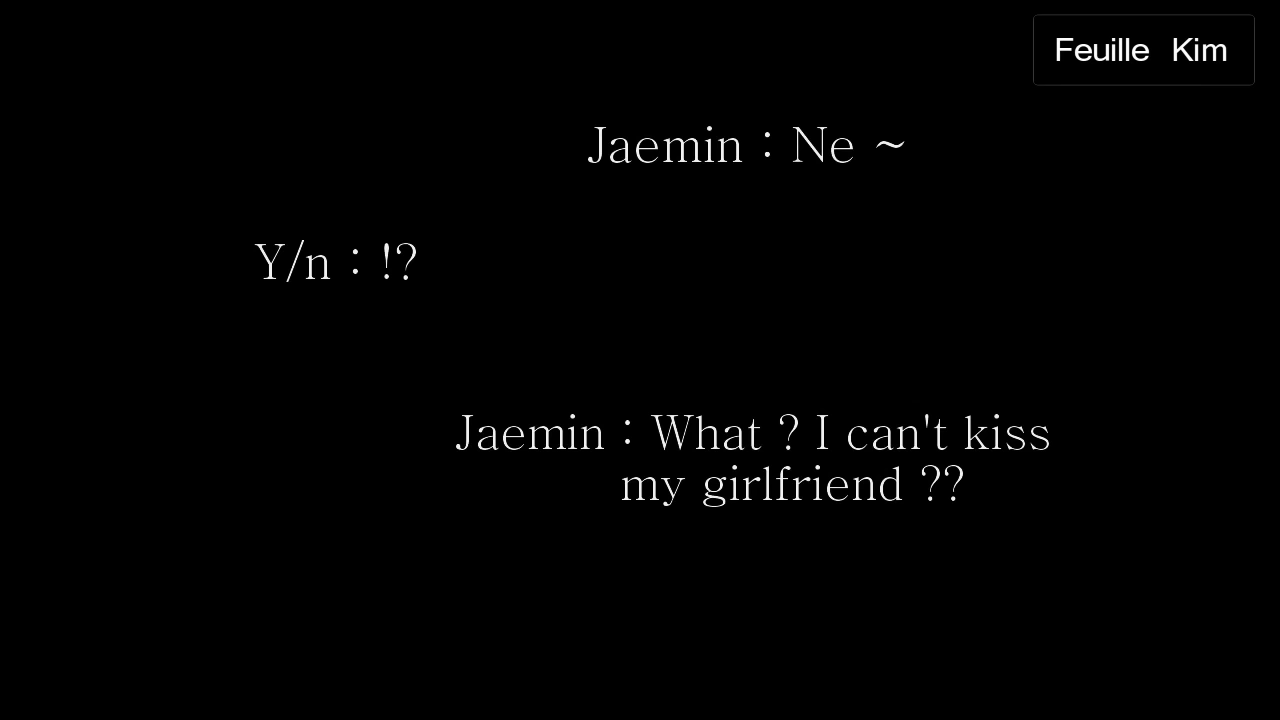 Feuille Kim
Jaemin : Ne ~
Y/n : !?
Jaemin : What ? I can't kiss
my girlfriend ??